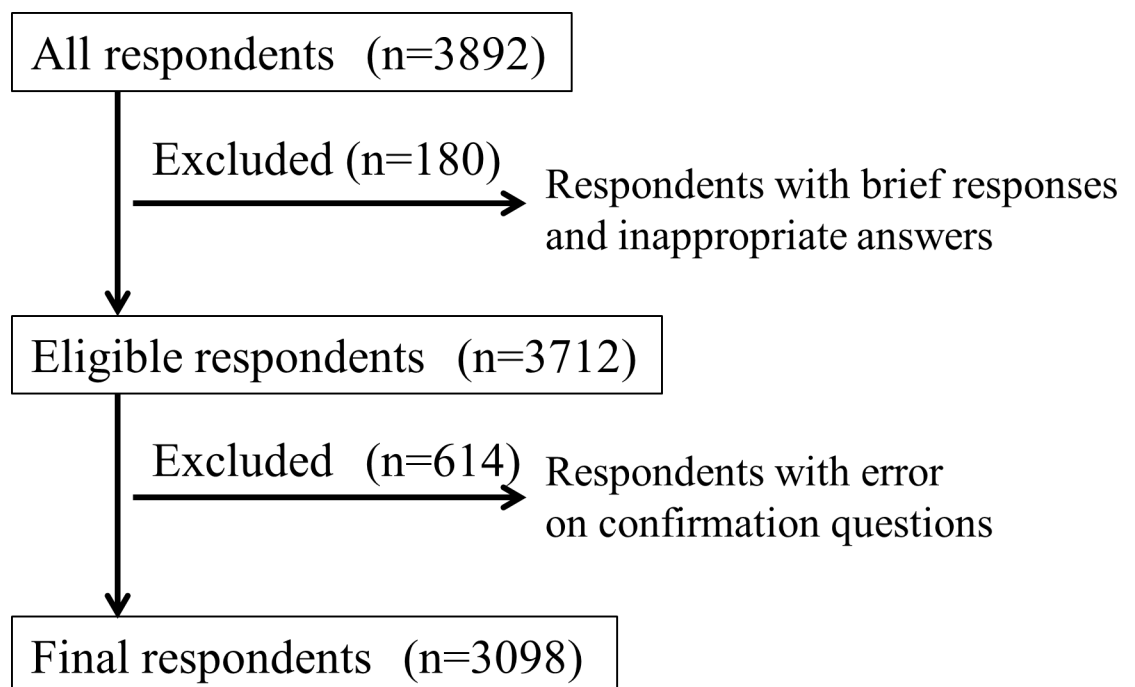 All respondents (n=3892)
Excluded (n=180)
Respondents with brief responses
and inappropriate answers
Eligible respondents (n=3712)
Excluded (n=614)
Respondents with error
on confirmation questions
Final respondents (n=3098)